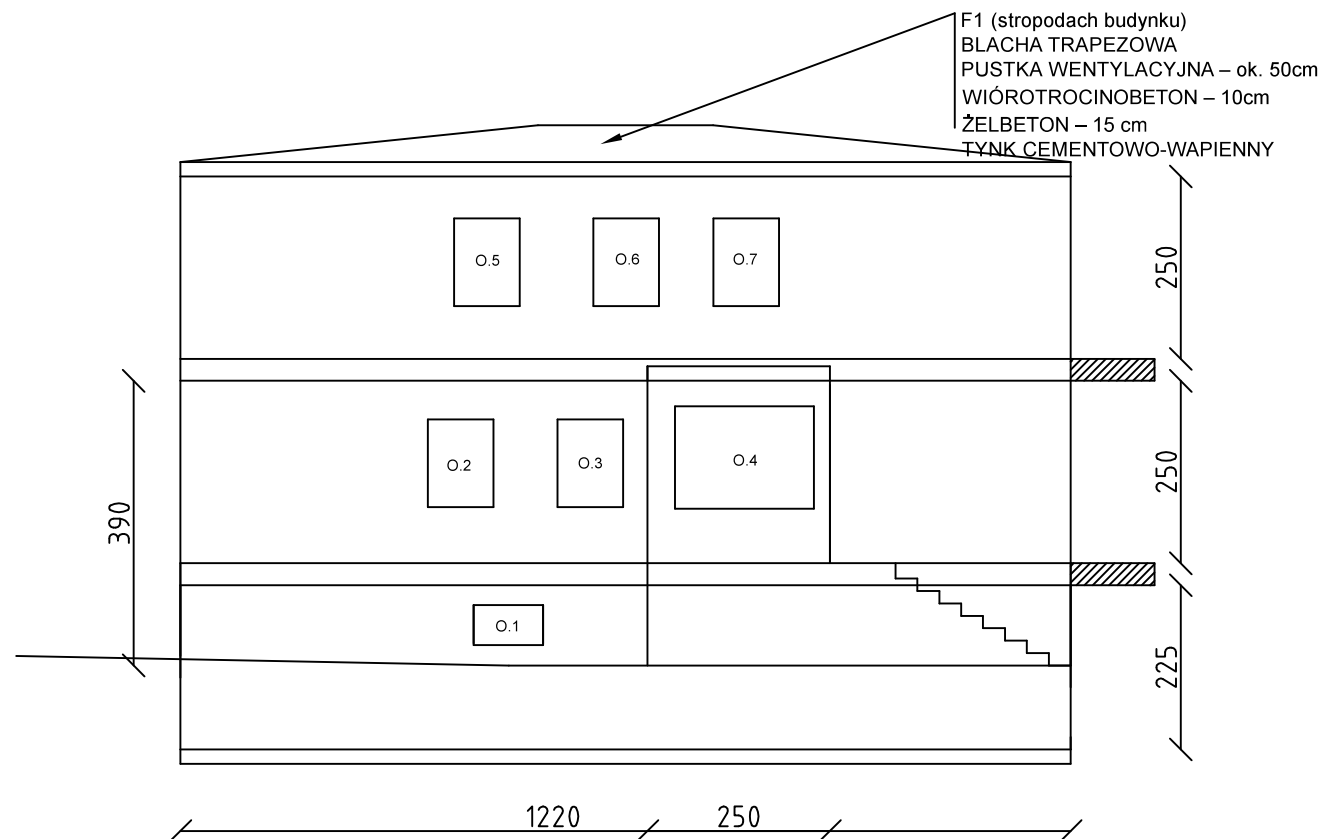 F1 (stropodach budynku)
BLACHA TRAPEZOWA
PUSTKA WENTYLACYJNA – ok. 50cm
WIÓROTROCINOBETON – 10cm
ŻELBETON – 15 cm
TYNK CEMENTOWO-WAPIENNY
O.5 O.6 O.7
250
O.2 O.3 O.4
250
390
O.1
225
1220 250